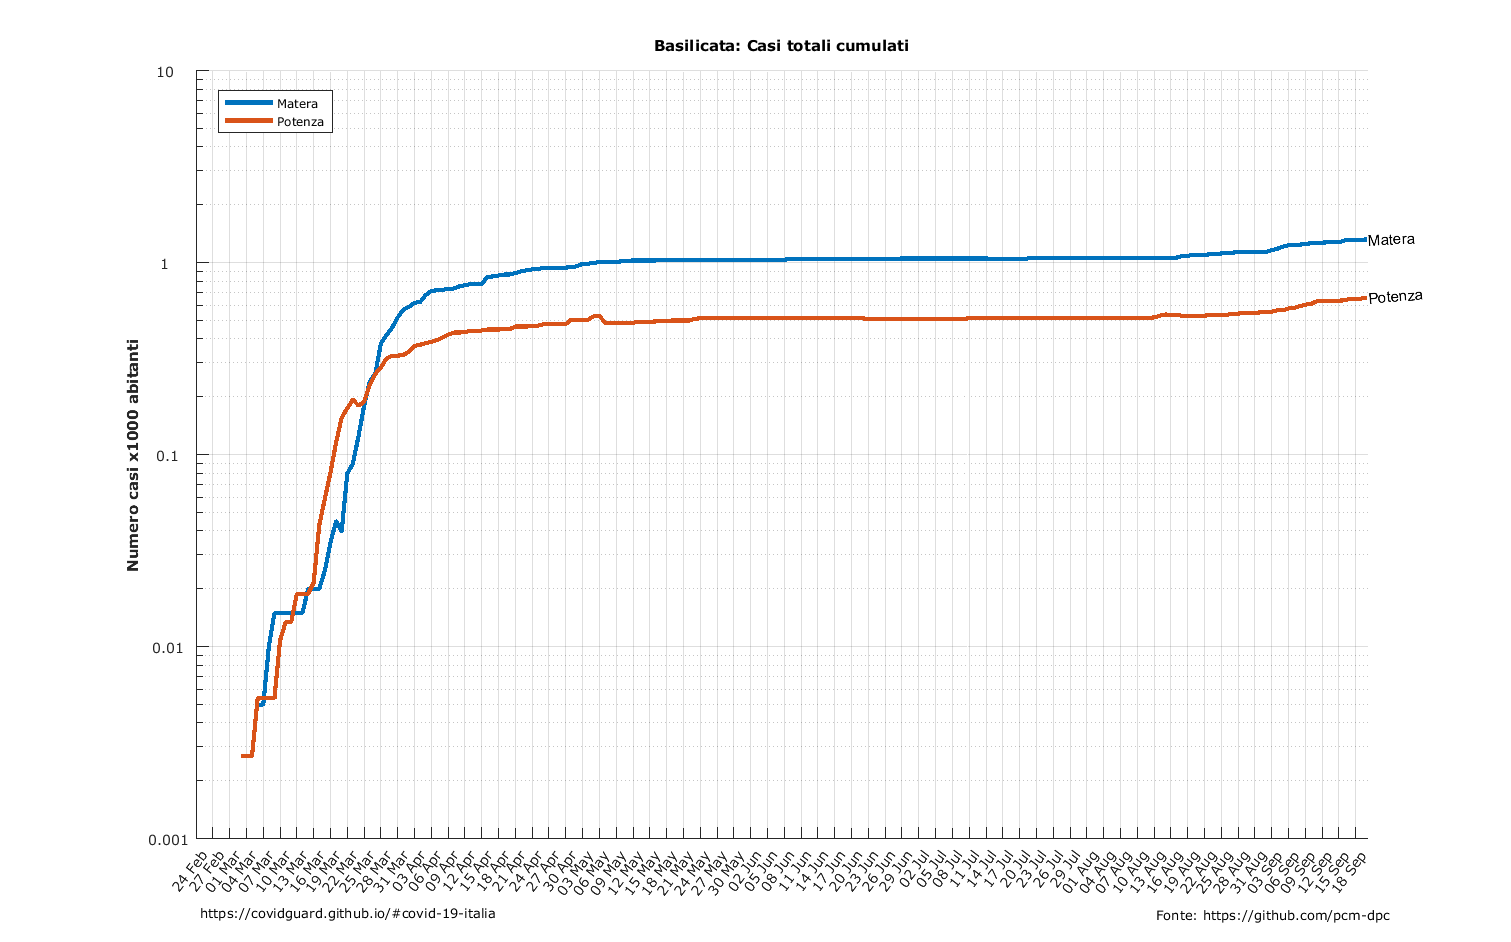 Basilicata: Casi totali cumulati
10
1
0.1
0.01
0.001
Numero casi x1000 abitanti
Matera
Potenza
Matera
Potenza
24 Feb
27 Feb
01 Mar
04 Mar
07 Mar
10 Mar
13 Mar
16 Mar
19 Mar
22 Mar
25 Mar
28 Mar
31 Mar
03 Apr
06 Apr
09 Apr
12 Apr
15 Apr
18 Apr
21 Apr
24 Apr
27 Apr
30 Apr
03 May
06 May
09 May
12 May
15 May
18 May
21 May
24 May
27 May
30 May
02 Jun
05 Jun
08 Jun
11 Jun
14 Jun
17 Jun
20 Jun
23 Jun
26 Jun
29 Jun
02 Jul
05 Jul
08 Jul
11 Jul
14 Jul
17 Jul
20 Jul
23 Jul
26 Jul
29 Jul
01 Aug
04 Aug
07 Aug
10 Aug
13 Aug
16 Aug
19 Aug
22 Aug
25 Aug
28 Aug
31 Aug
03 Sep
06 Sep
09 Sep
12 Sep
15 Sep
18 Sep
https://covidguard.github.io/#covid-19-italia
Fonte: https://github.com/pcm-dpc